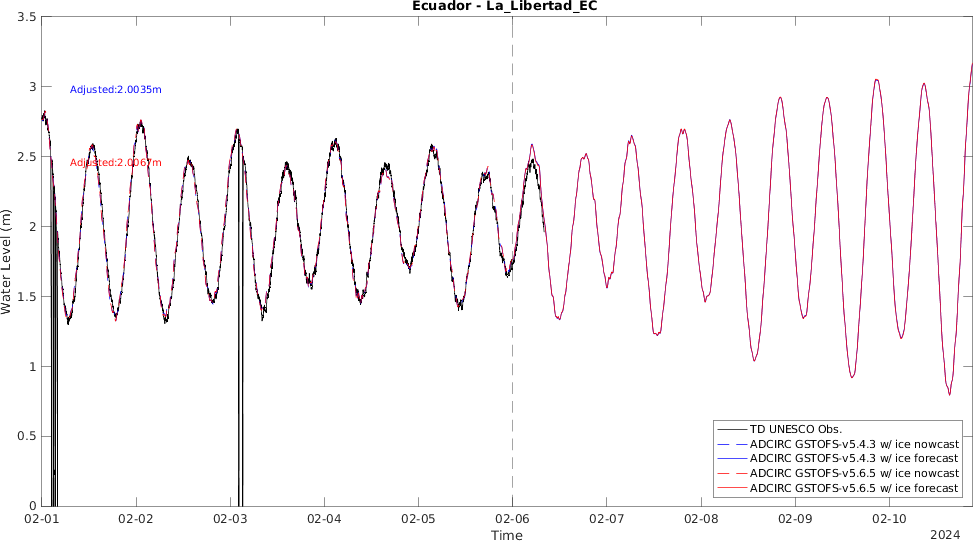 Ecuador - La_Libertad_EC
3.5
3
2.5
2
1.5
1
0.5
0
Water Level (m)
Adjusted:2.0035m
Adjusted:2.0067m
TD UNESCO Obs.
ADCIRC GSTOFS-v5.4.3 w/ ice nowcast
ADCIRC GSTOFS-v5.4.3 w/ ice forecast
ADCIRC GSTOFS-v5.6.5 w/ ice nowcast
ADCIRC GSTOFS-v5.6.5 w/ ice forecast
02-01 02-02 02-03 02-04 02-05 02-06 02-07 02-08 02-09 02-10
Time
2024